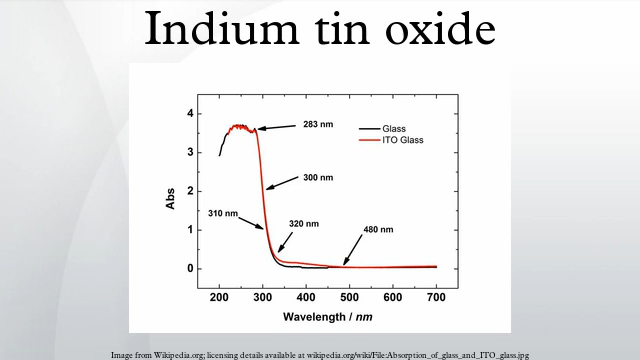 Indium tin oxide
4
3
2
1
0
Abs
283 nm
Glass
ITO Glass
300 nm
310 nm
320 nm
480 nm
200 300 400 500 600 700
Wavelength / nm
Image from Wikipedia.org; licensing details available at wikipedia.org/wiki/File:Absorption_of_glass_and_ITO_glass.jpg